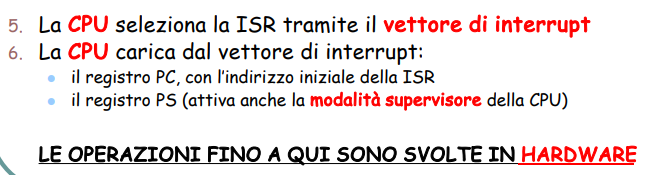 5. La CPU seleziona la ISR tramite il vettore di interrupt
6. La CPU carica dal vettore di interrupt:
• il registro PC, con l'indirizzo iniziale della ISR
• il registro PS (attiva anche la modalità supervisore della CPU)
LE OPERAZIONI FINO A QUI SONO SVOLTE IN HARDWARE